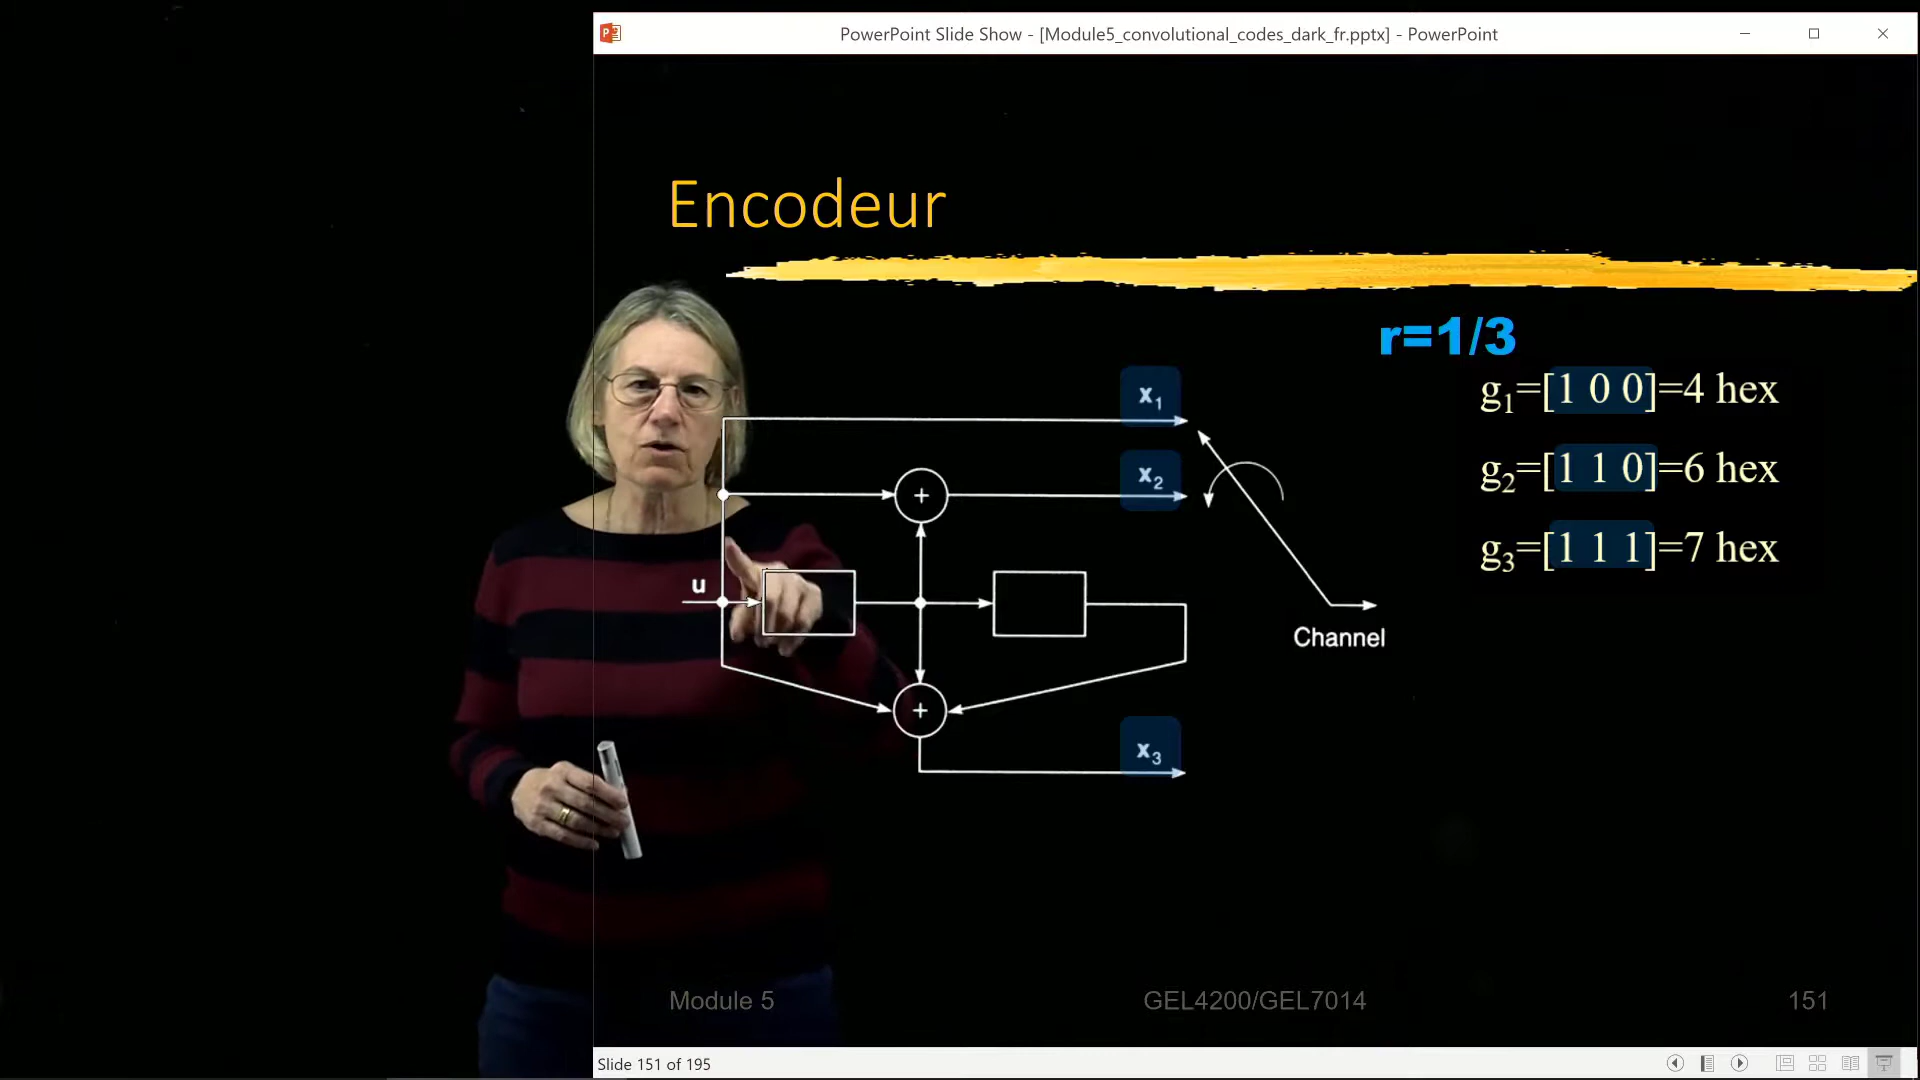 PowerPoint Slide Show - [Module5_convolutional_codes_dark_fr.pptx] - PowerPoint
Encodeur
r=1/3
g₁=[1 0 0]=4 hex
g₂=[1 1 0]=6 hex
g₃=[1 1 1]=7 hex
x₁
x₂
+
u
Channel
+
x₃
Module 5
GEL4200/GEL7014
151
Slide 151 of 195